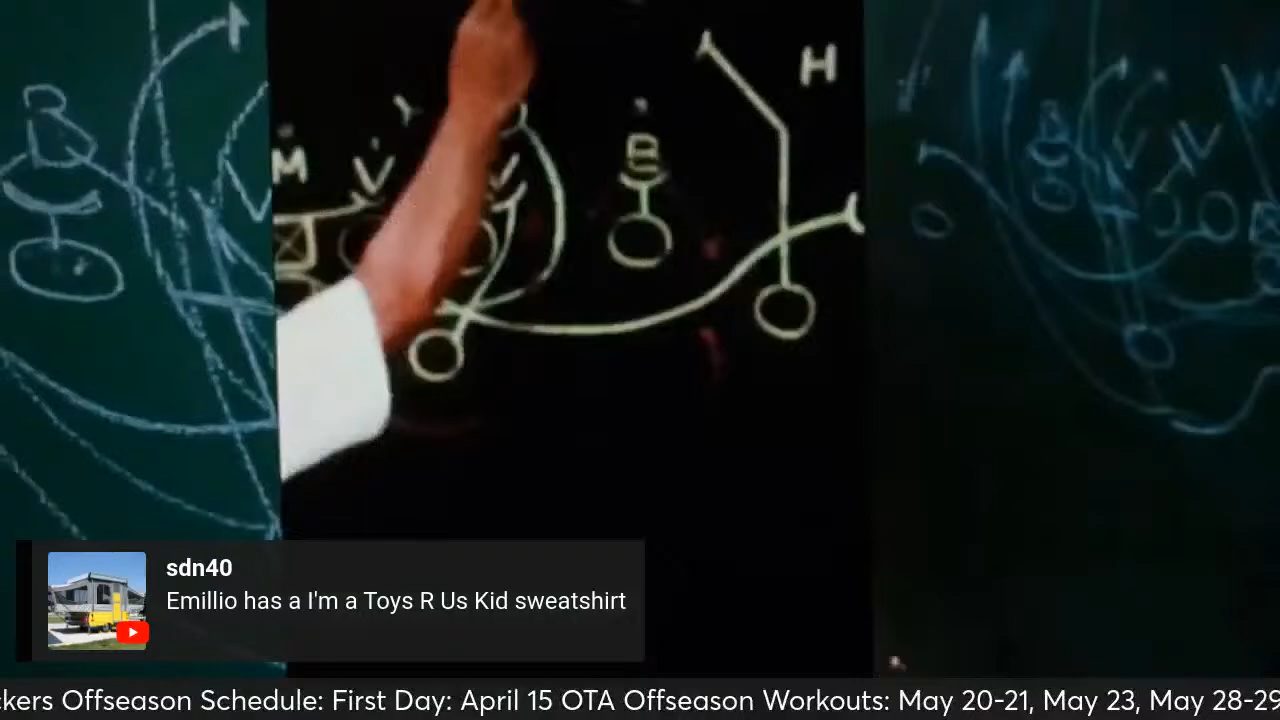 B
H
M
V
V
B
V
V
sdn40
Emillio has a I'm a Toys R Us Kid sweatshirt
ckers Offseason Schedule: First Day: April 15 OTA Offseason Workouts: May 20-21, May 23, May 28-29